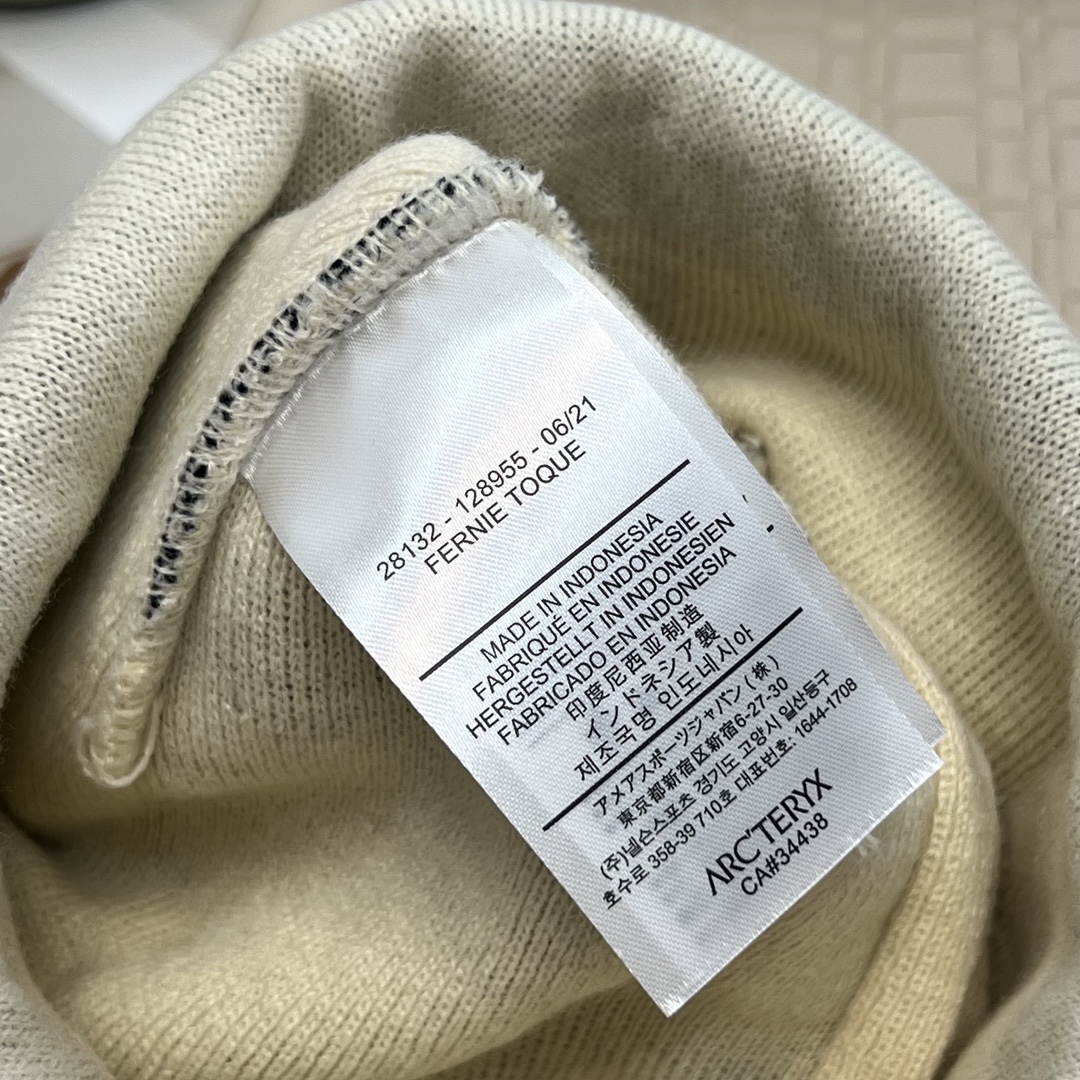 28132 - 128955 - 06/21
FERNIE TOQUE
MADE IN INDONESIA
FABRIQUÉ EN INDONESIE
HERGESTELLT IN INDONESIEN
FABRICADO EN INDONESIA
印度尼西亚制造
インドネシア製
제조국명 인도네시아
アメアスポーツジャパン(株)
東京都新宿区新宿6-27-30
(주)넬슨스포츠 경기도 고양시 일산동구
호수로 358-39 710호 대표번호: 1644-1708
ARC'TERYX
CA#34438